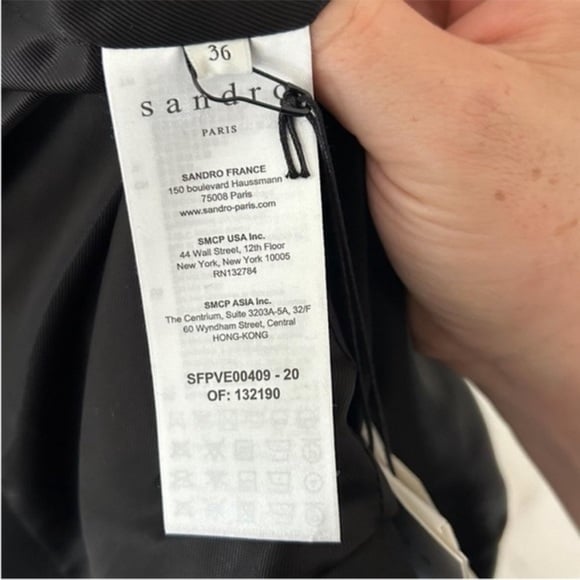 36
sandro
PARIS
SANDRO FRANCE
150 boulevard Haussmann
75008 Paris
www.sandro-paris.com
SMCP USA Inc.
44 Wall Street, 12th Floor
New York, New York 10005
RN132784
SMCP ASIA Inc.
The Centrium, Suite 3203A-5A, 32/F
60 Wyndham Street, Central
HONG-KONG
SFPVE00409 - 20
OF: 132190